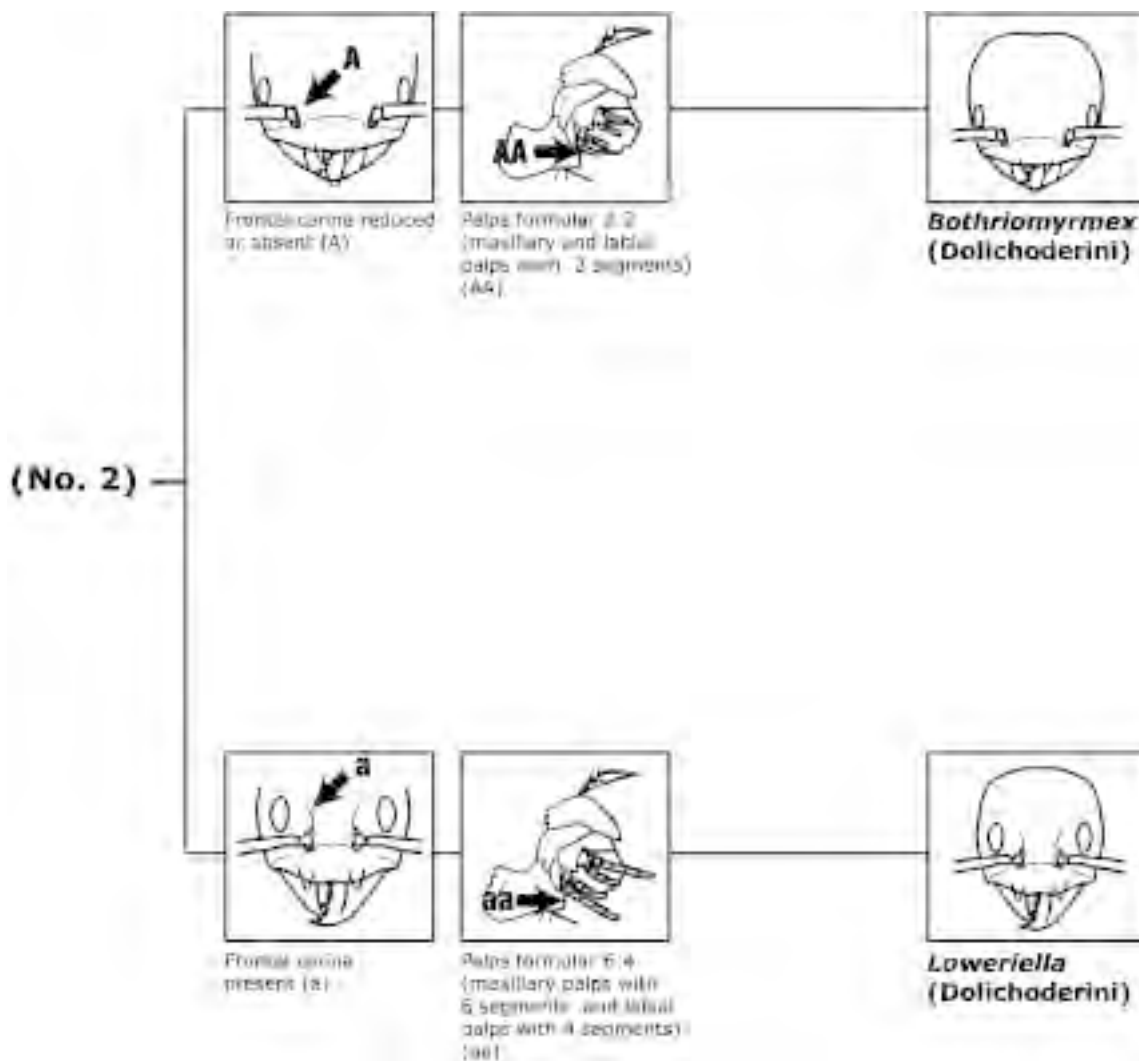 A
AA
Frontal carina reduced
or absent (A)
Palps formular 2:2
(maxillary and labial
palps with 2 segments)
(AA)
Bothriomyrmex
(Dolichoderini)
(No. 2)
a
aa
Frontal carina
present (a)
Palps formular 6:4
(maxillary palps with
6 segments and labial
palps with 4 segments)
(aa)
Loweriella
(Dolichoderini)